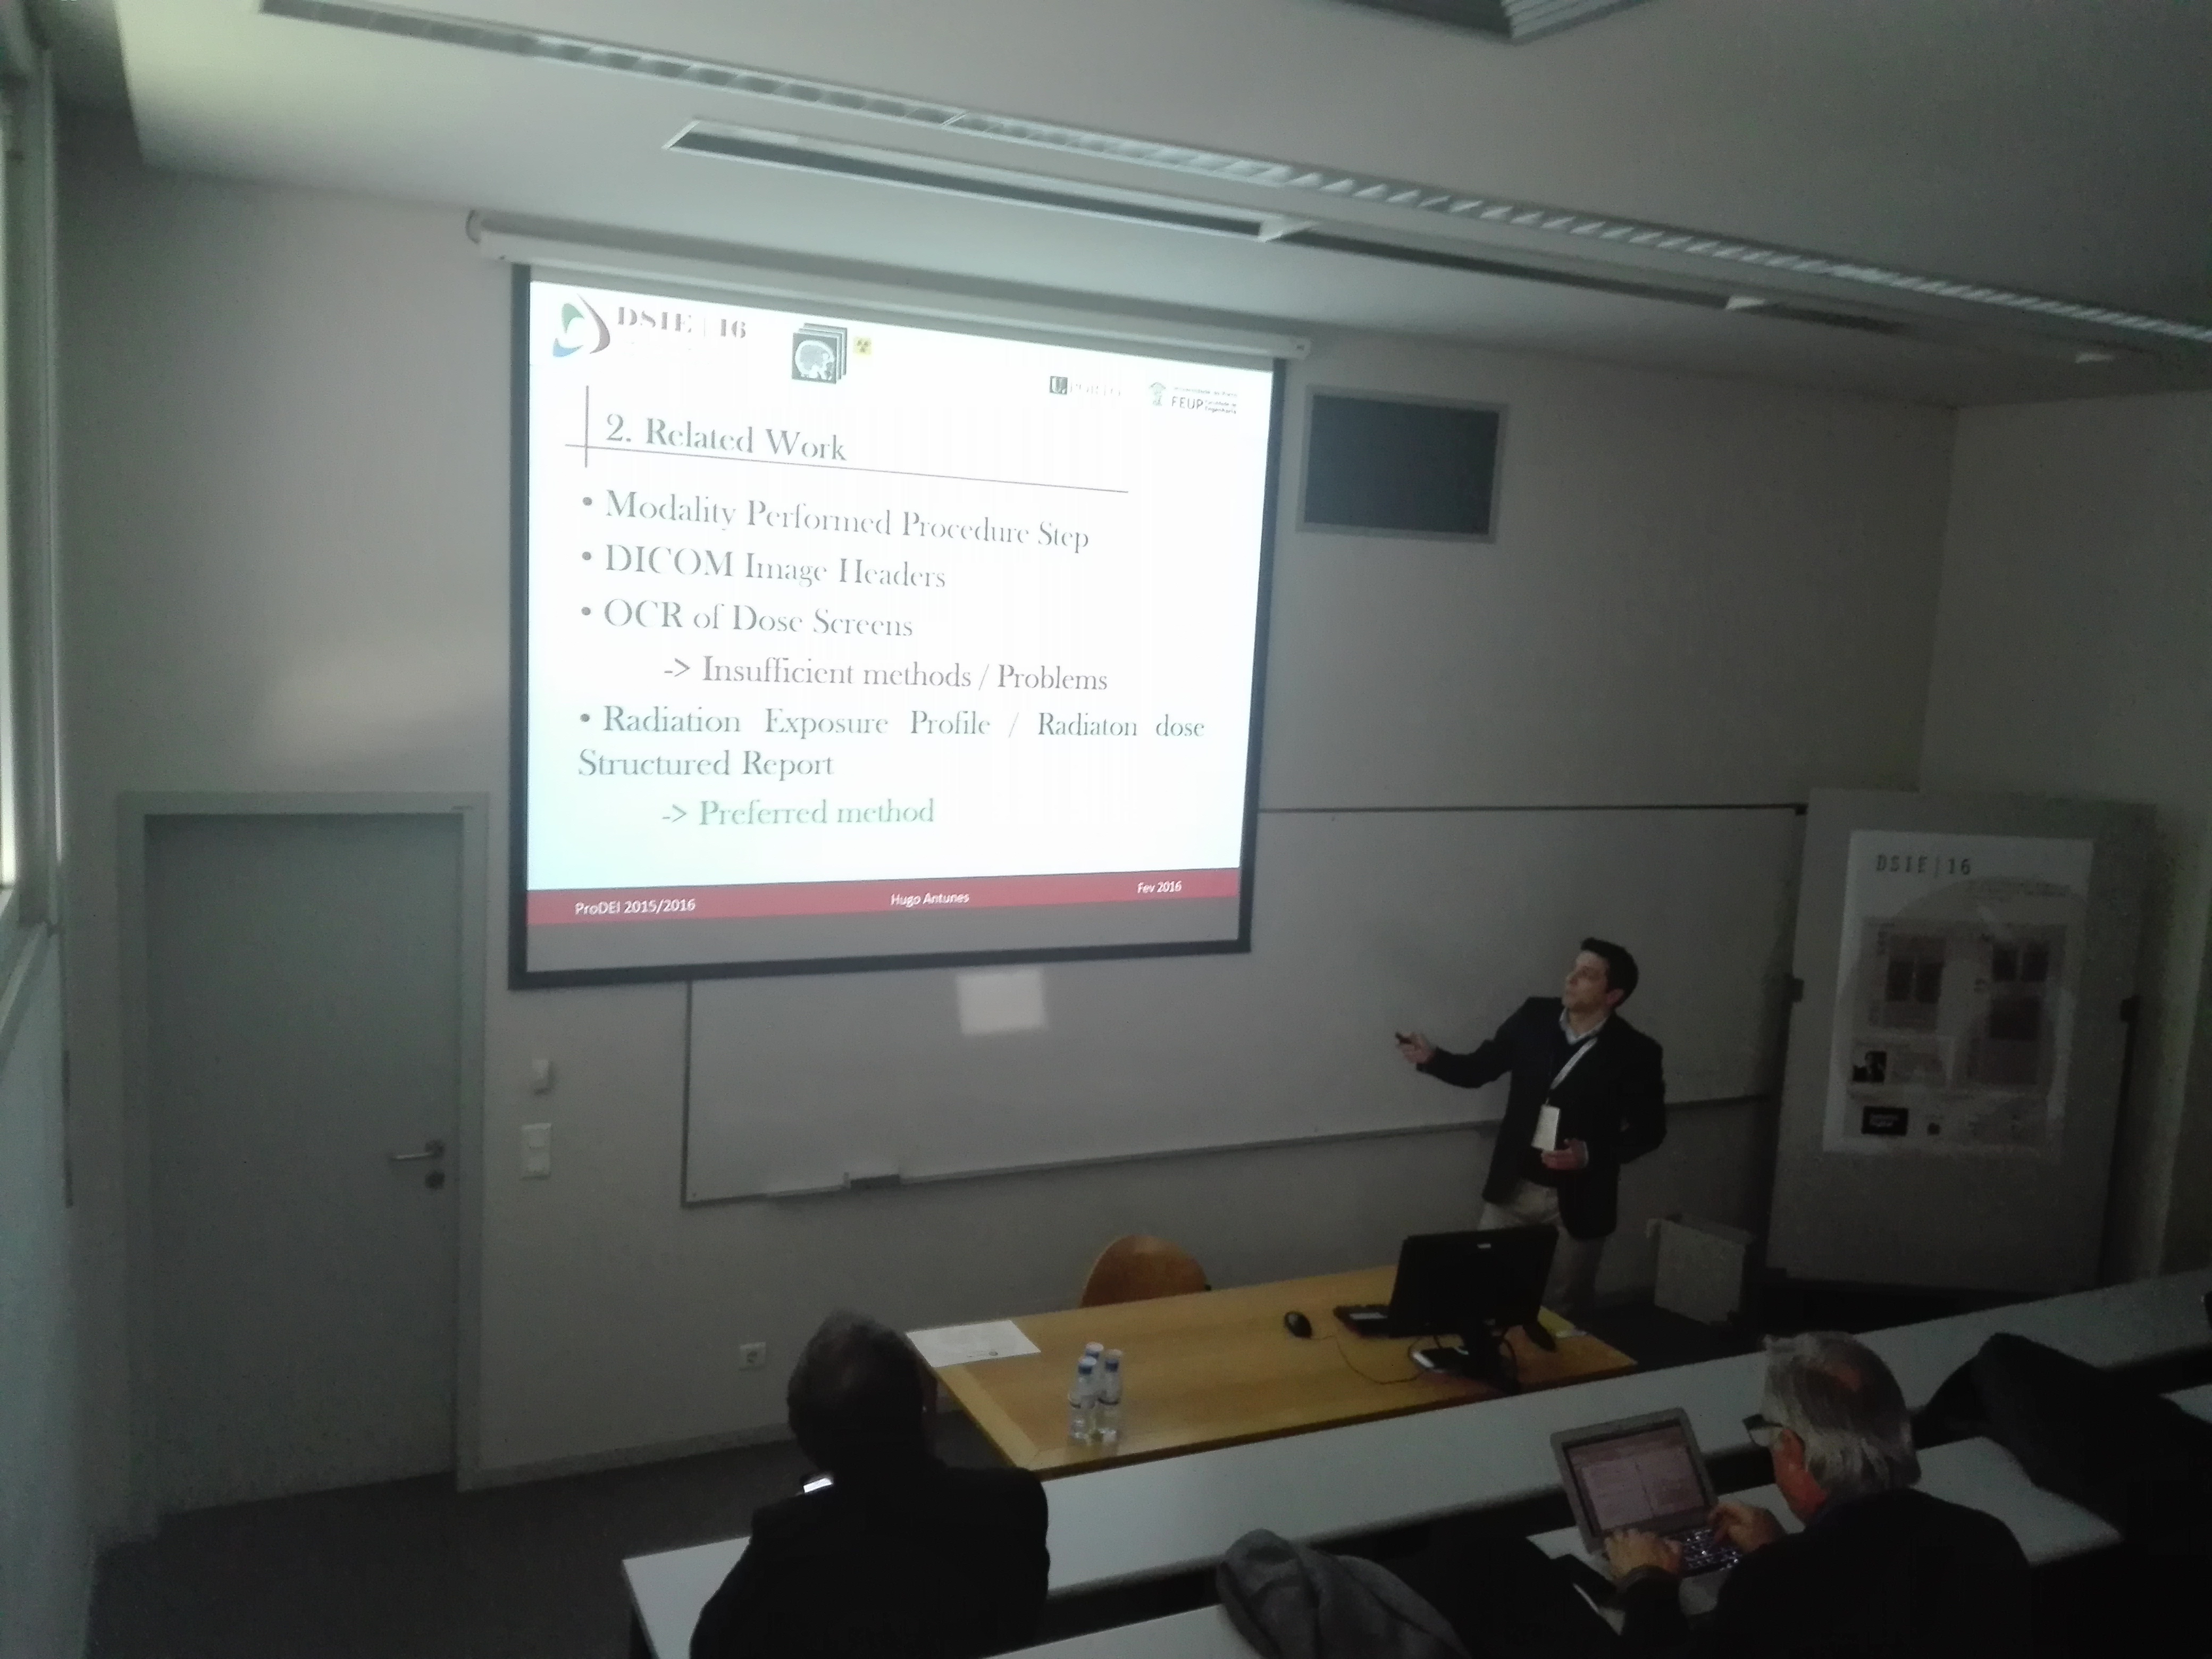 DSIE | 16
FEUP
2. Related Work
• Modality Performed Procedure Step
• DICOM Image Headers
• OCR of Dose Screens
-> Insufficient methods / Problems
• Radiation Exposure Profile / Radiaton dose
Structured Report
-> Preferred method
ProDEI 2015/2016
Hugo Antunes
Fev 2016
DSIE | 16